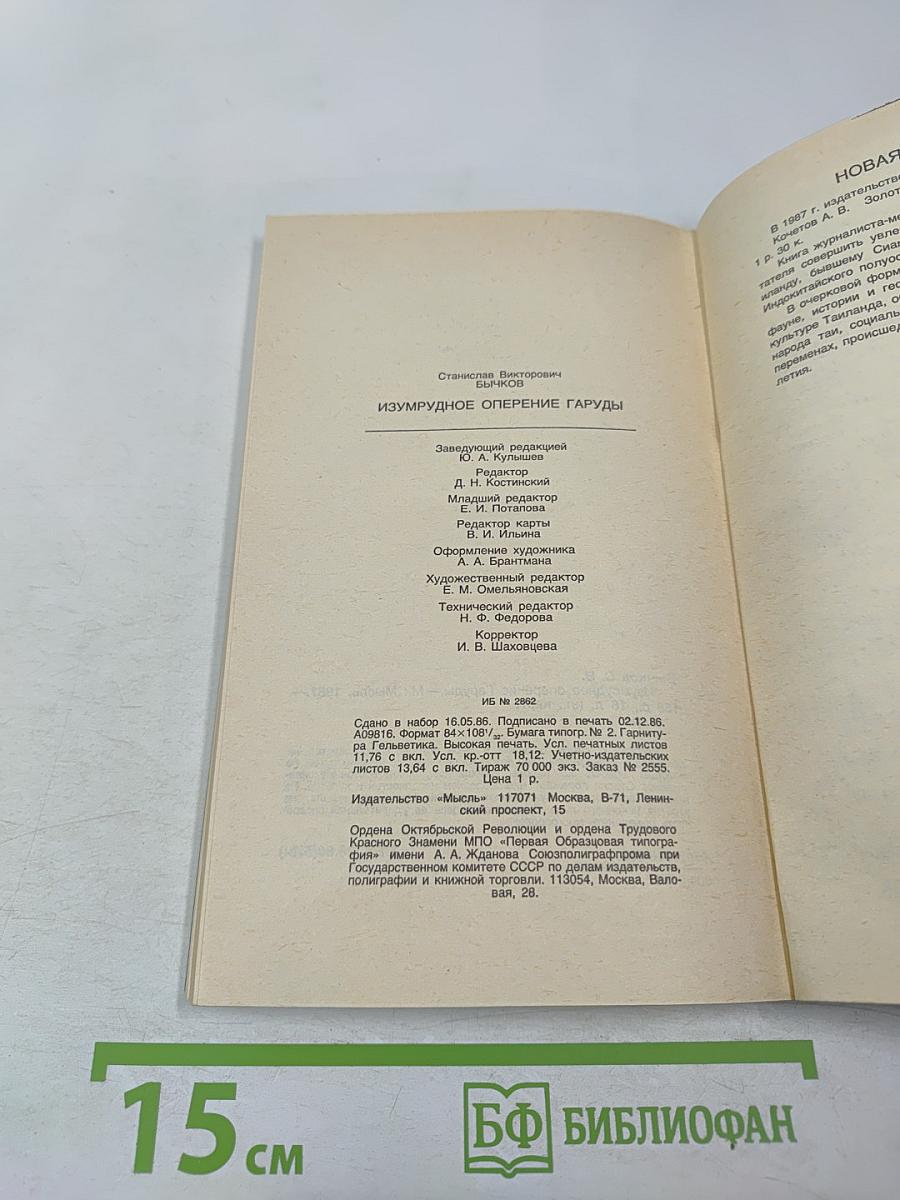 Станислав Викторович
БЫЧКОВ
ИЗУМРУДНОЕ ОПЕРЕНИЕ ГАРУДЫ
Заведующий редакцией
Ю. А. Кулышев
Редактор
Д. Н. Костинский
Младший редактор
Е. И. Потапова
Редактор карты
В. И. Ильина
Оформление художника
А. А. Брантмана
Художественный редактор
Е. М. Омельяновская
Технический редактор
Н. Ф. Федорова
Корректор
И. В. Шаховцева
ИБ № 2862
Сдано в набор 16.05.86. Подписано в печать 02.12.86.
А09816. Формат 84×108¹/₃₂. Бумага типогр. № 2. Гарниту-
ра Гельветика. Высокая печать. Усл. печатных листов
11,76 с вкл. Усл. кр.-отт 18,12. Учетно-издательских
листов 13,64 с вкл. Тираж 70 000 экз. Заказ № 2555.
Цена 1 р.
Издательство «Мысль» 117071 Москва, В-71, Ленин-
ский проспект, 15
Ордена Октябрьской Революции и ордена Трудового
Красного Знамени МПО «Первая Образцовая типогра-
фия» имени А. А. Жданова Союзполиграфпрома при
Государственном комитете СССР по делам издательств,
полиграфии и книжной торговли. 113054, Москва, Вало-
вая, 28.
НОВАЯ
В 1987 г. издательство
Кочетов А. В. Золот
1 р. 30 к.
Книга журналиста-ме
тателя совершить увле
иланду, бывшему Сиам
Индокитайского полуос
В очерковой форм
фауне, истории и гео
культуре Таиланда, об
народа таи, социаль
переменах, происшед
летия.
15 см
БФ БИБЛИОФАН